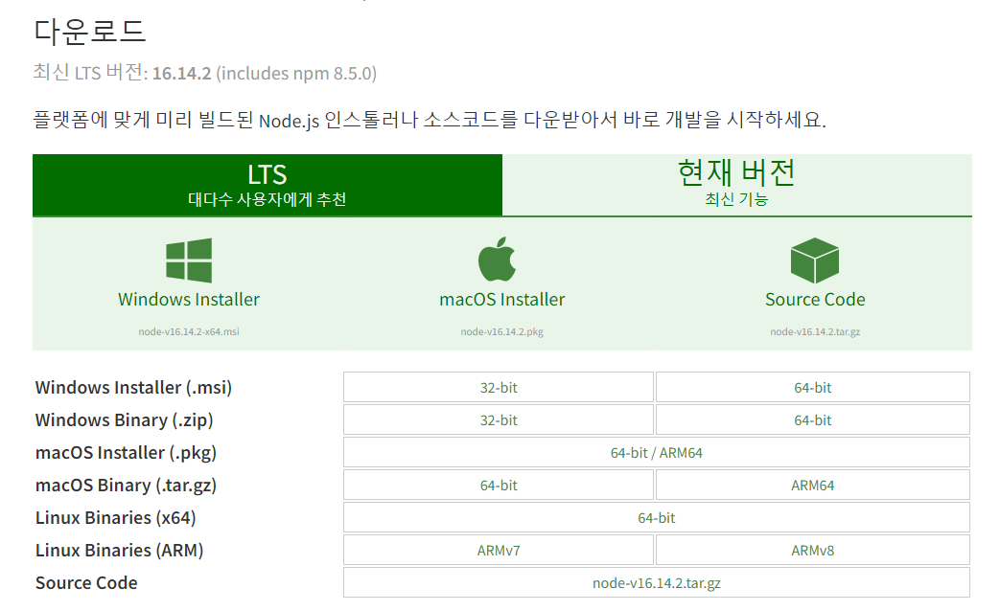 다운로드
최신 LTS 버전: 16.14.2 (includes npm 8.5.0)
플랫폼에 맞게 미리 빌드된 Node.js 인스톨러나 소스코드를 다운받아서 바로 개발을 시작하세요.
LTS
대다수 사용자에게 추천
현재 버전
최신 기능
Windows Installer
node-v16.14.2-x64.msi
macOS Installer
node-v16.14.2.pkg
Source Code
node-v16.14.2.tar.gz
Windows Installer (.msi) 32-bit 64-bit
Windows Binary (.zip) 32-bit 64-bit
macOS Installer (.pkg) 64-bit / ARM64
macOS Binary (.tar.gz) 64-bit ARM64
Linux Binaries (x64) 64-bit
Linux Binaries (ARM) ARMv7 ARMv8
Source Code node-v16.14.2.tar.gz